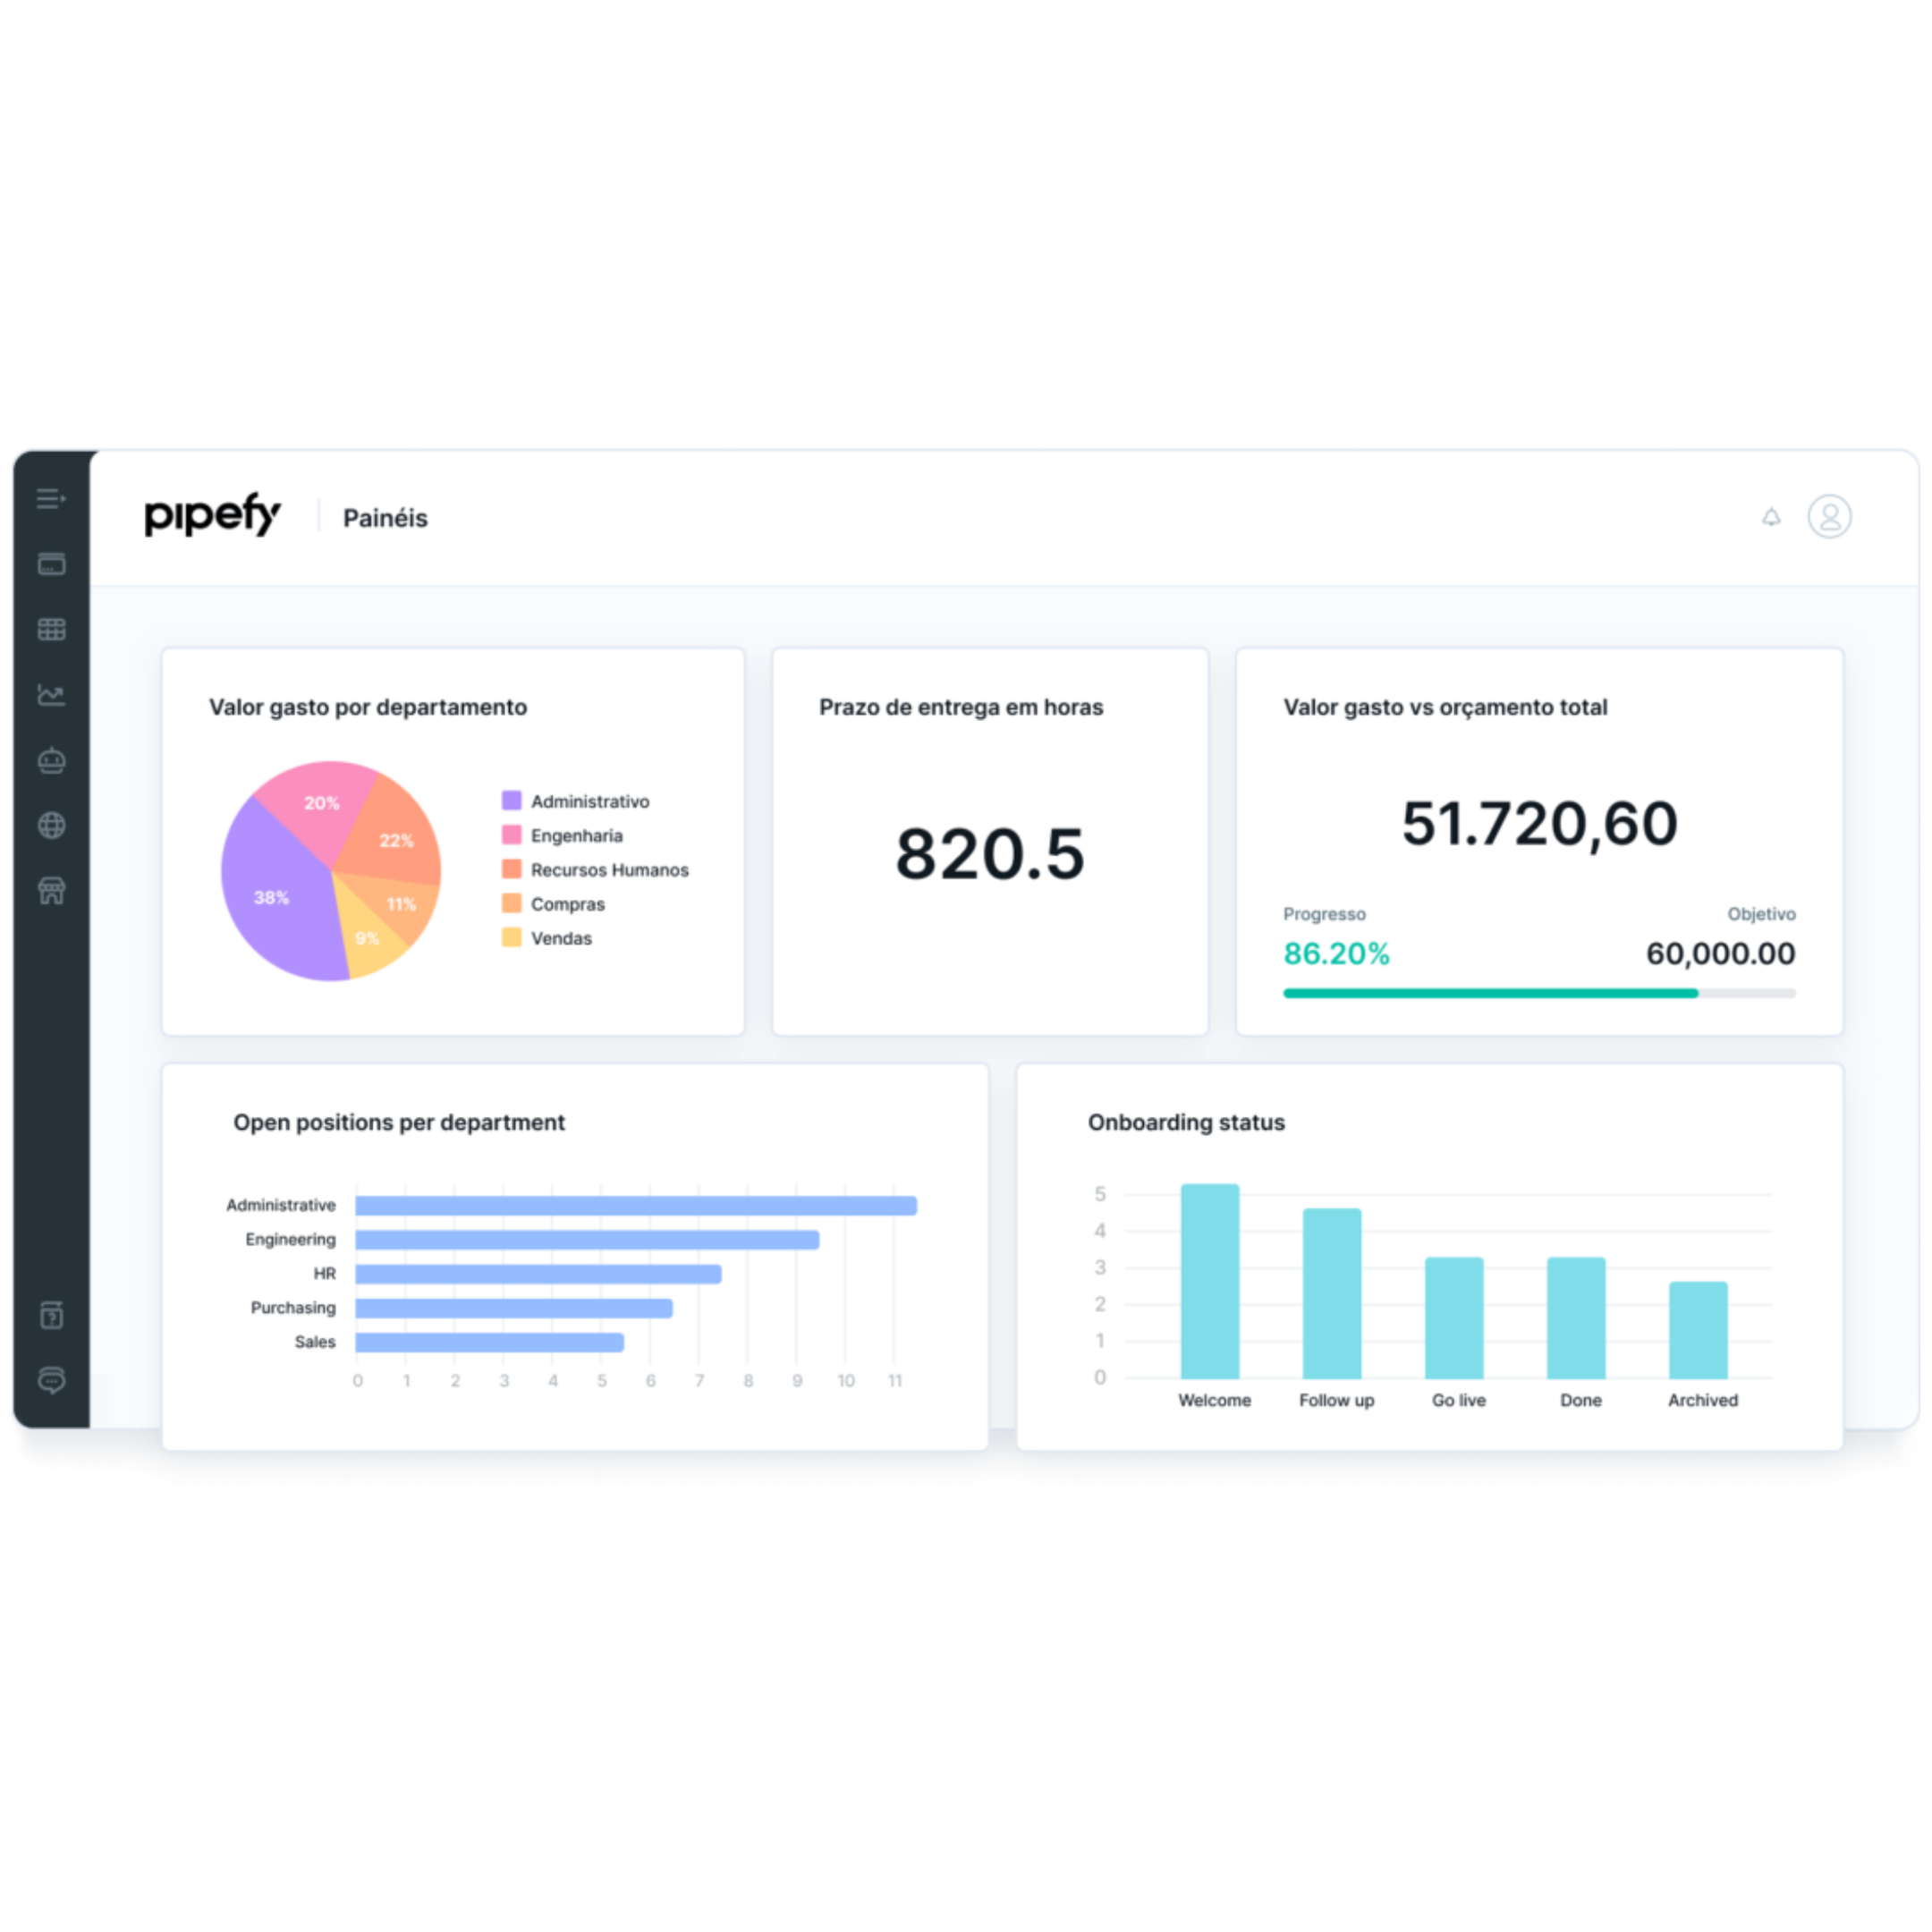 pipefy
Painéis
Valor gasto por departamento
20%
22%
38%
11%
9%
Administrativo
Engenharia
Recursos Humanos
Compras
Vendas
Prazo de entrega em horas
820.5
Valor gasto vs orçamento total
51.720,60
Progresso
Objetivo
86.20%
60,000.00
Open positions per department
Administrative
Engineering
HR
Purchasing
Sales
0 1 2 3 4 5 6 7 8 9 10 11
Onboarding status
5
4
3
2
1
0
Welcome Follow up Go live Done Archived